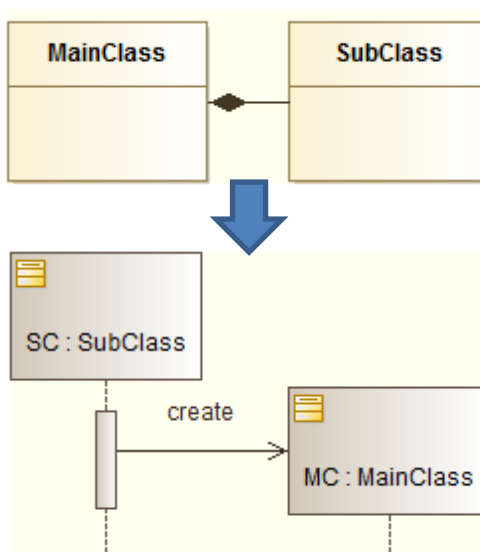 MainClass
SubClass
SC : SubClass
create
MC : MainClass